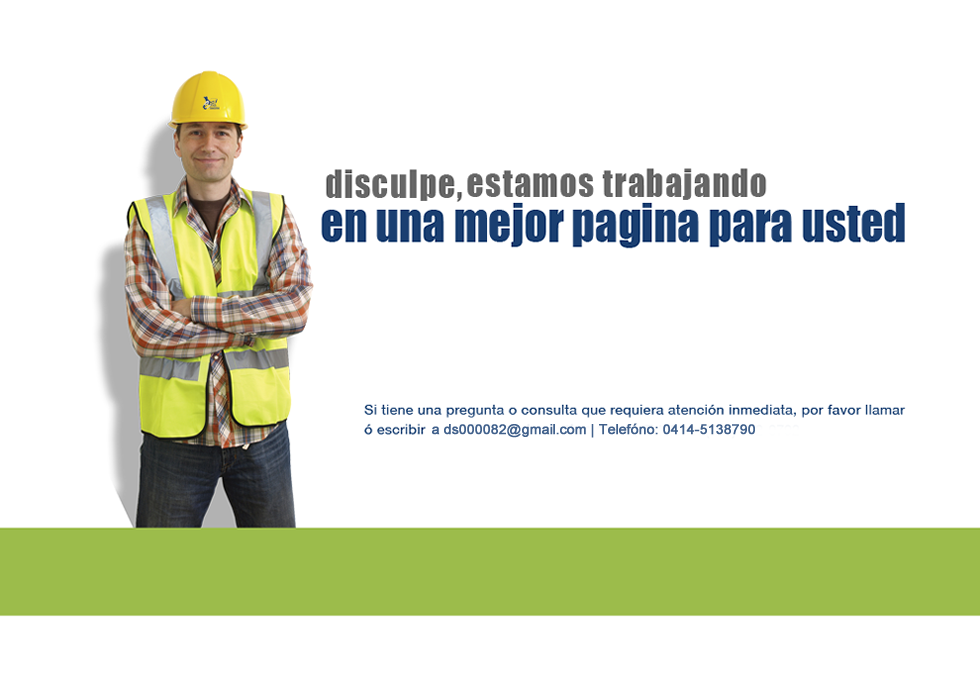 disculpe, estamos trabajando
en una mejor pagina para usted
Si tiene una pregunta o consulta que requiera atención inmediata, por favor llamar
ó escribir a ds000082@gmail.com | Telefóno: 0414-5138790